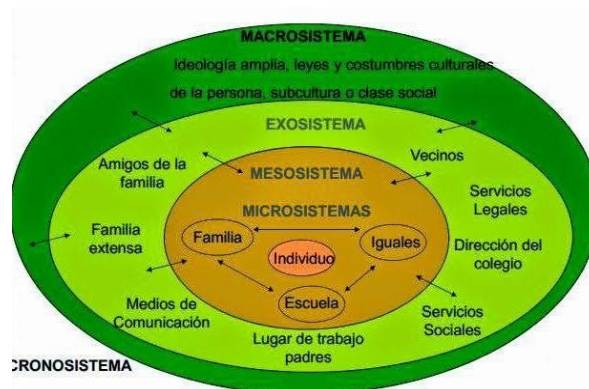 MACROSISTEMA
Ideología amplia, leyes y costumbres culturales
de la persona, subcultura o clase social
EXOSISTEMA
Amigos de la
familia
Vecinos
MESOSISTEMA
Servicios
Legales
MICROSISTEMAS
Familia
extensa
Familia
Iguales
Dirección del
colegio
Individuo
Escuela
Medios de
Comunicación
Servicios
Sociales
Lugar de trabajo
padres
CRONOSISTEMA